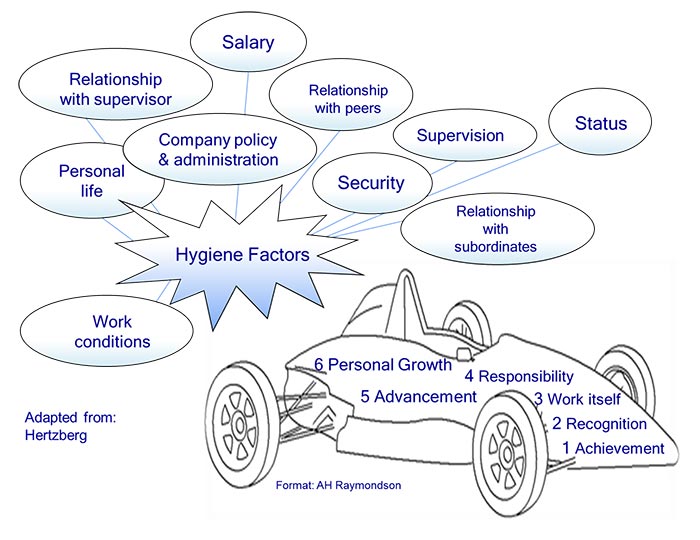 Salary
Relationship
with supervisor
Relationship
with peers
Company policy
& administration
Supervision
Status
Personal
life
Security
Relationship
with
subordinates
Hygiene Factors
Work
conditions
6 Personal Growth
4 Responsibility
5 Advancement
3 Work itself
2 Recognition
1 Achievement
Adapted from:
Hertzberg
Format: AH Raymondson